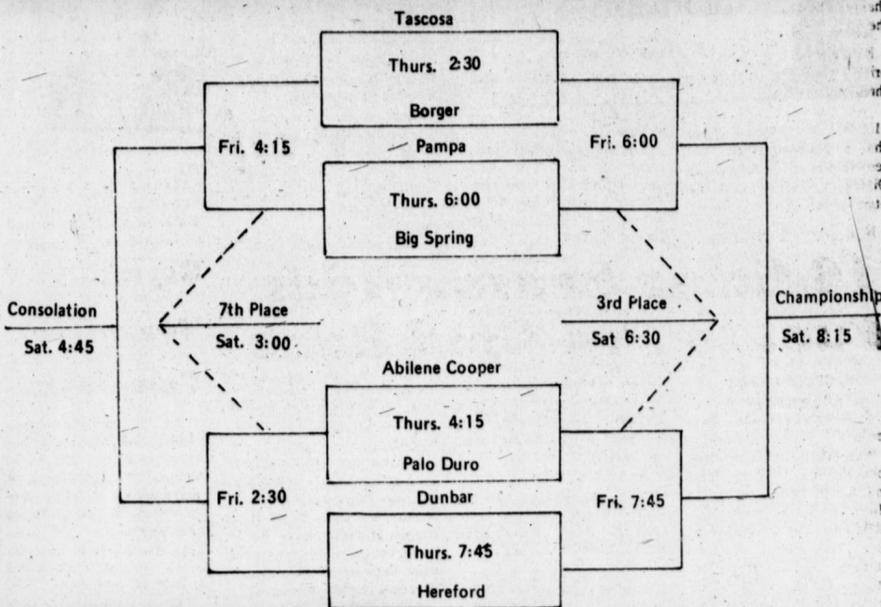 Tascosa
Thurs. 2:30
Borger
Fri. 4:15
Pampa
Fri. 6:00
Thurs. 6:00
Big Spring
Consolation
7th Place
3rd Place
Championship
Sat. 4:45
Sat. 3:00
Sat 6:30
Sat. 8:15
Abilene Cooper
Thurs. 4:15
Palo Duro
Fri. 2:30
Dunbar
Fri. 7:45
Thurs. 7:45
Hereford